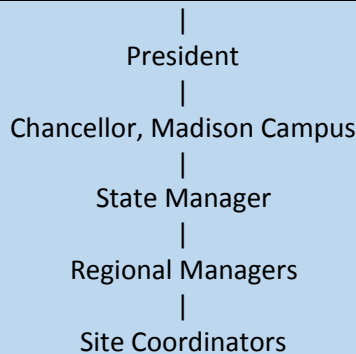 |
President
|
Chancellor, Madison Campus
|
State Manager
|
Regional Managers
|
Site Coordinators